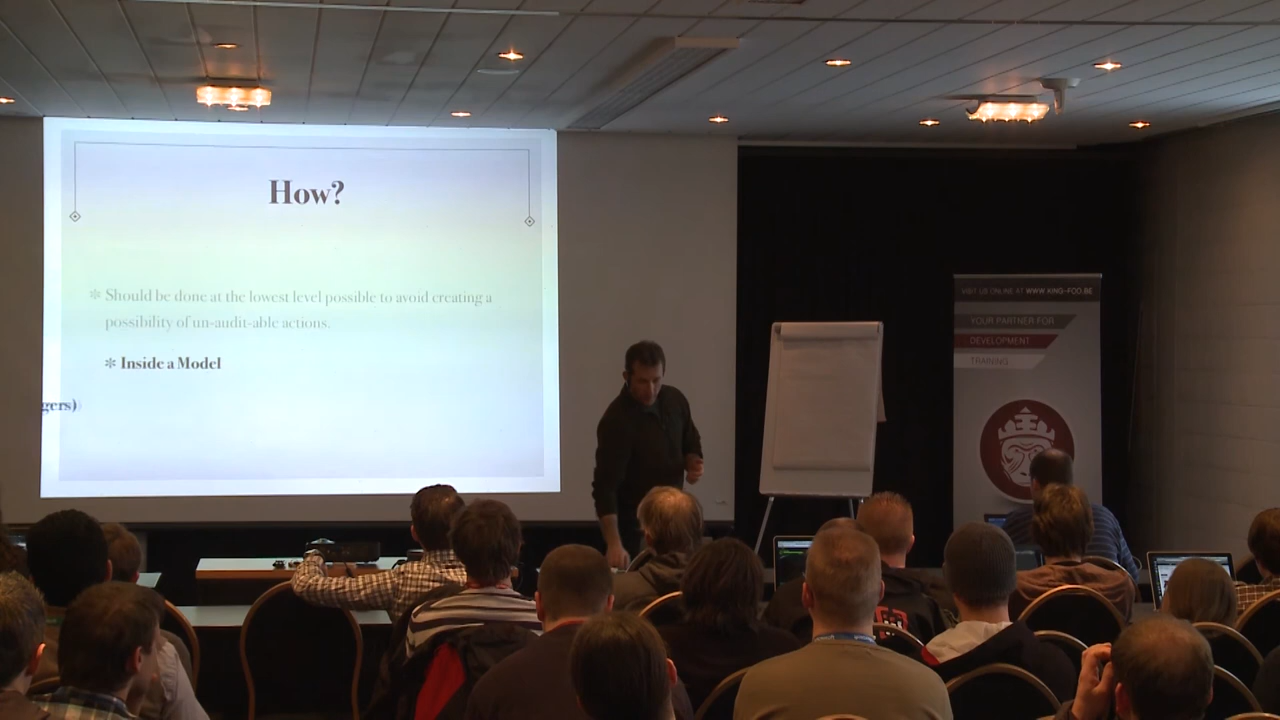 How?
✻ Should be done at the lowest level possible to avoid creating a
possibility of un-audit-able actions.
✻ Inside a Model
gers)
VISIT US ONLINE AT WWW.KING-FOO.BE
YOUR PARTNER FOR
DEVELOPMENT
TRAINING